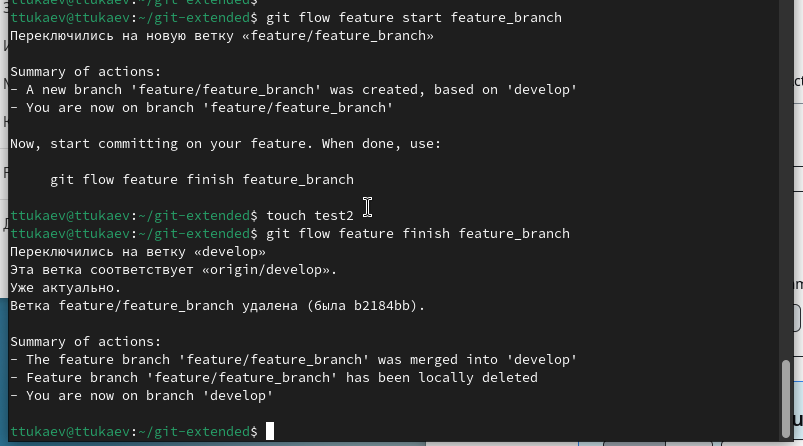 ttukaev@ttukaev:~/git-extended$ git flow feature start feature_branch
Переключились на новую ветку «feature/feature_branch»
Summary of actions:
- A new branch 'feature/feature_branch' was created, based on 'develop'
- You are now on branch 'feature/feature_branch'
Now, start committing on your feature. When done, use:
git flow feature finish feature_branch
ttukaev@ttukaev:~/git-extended$ touch test2
ttukaev@ttukaev:~/git-extended$ git flow feature finish feature_branch
Переключились на ветку «develop»
Эта ветка соответствует «origin/develop».
Уже актуально.
Ветка feature/feature_branch удалена (была b2184bb).
Summary of actions:
- The feature branch 'feature/feature_branch' was merged into 'develop'
- Feature branch 'feature/feature_branch' has been locally deleted
- You are now on branch 'develop'
ttukaev@ttukaev:~/git-extended$